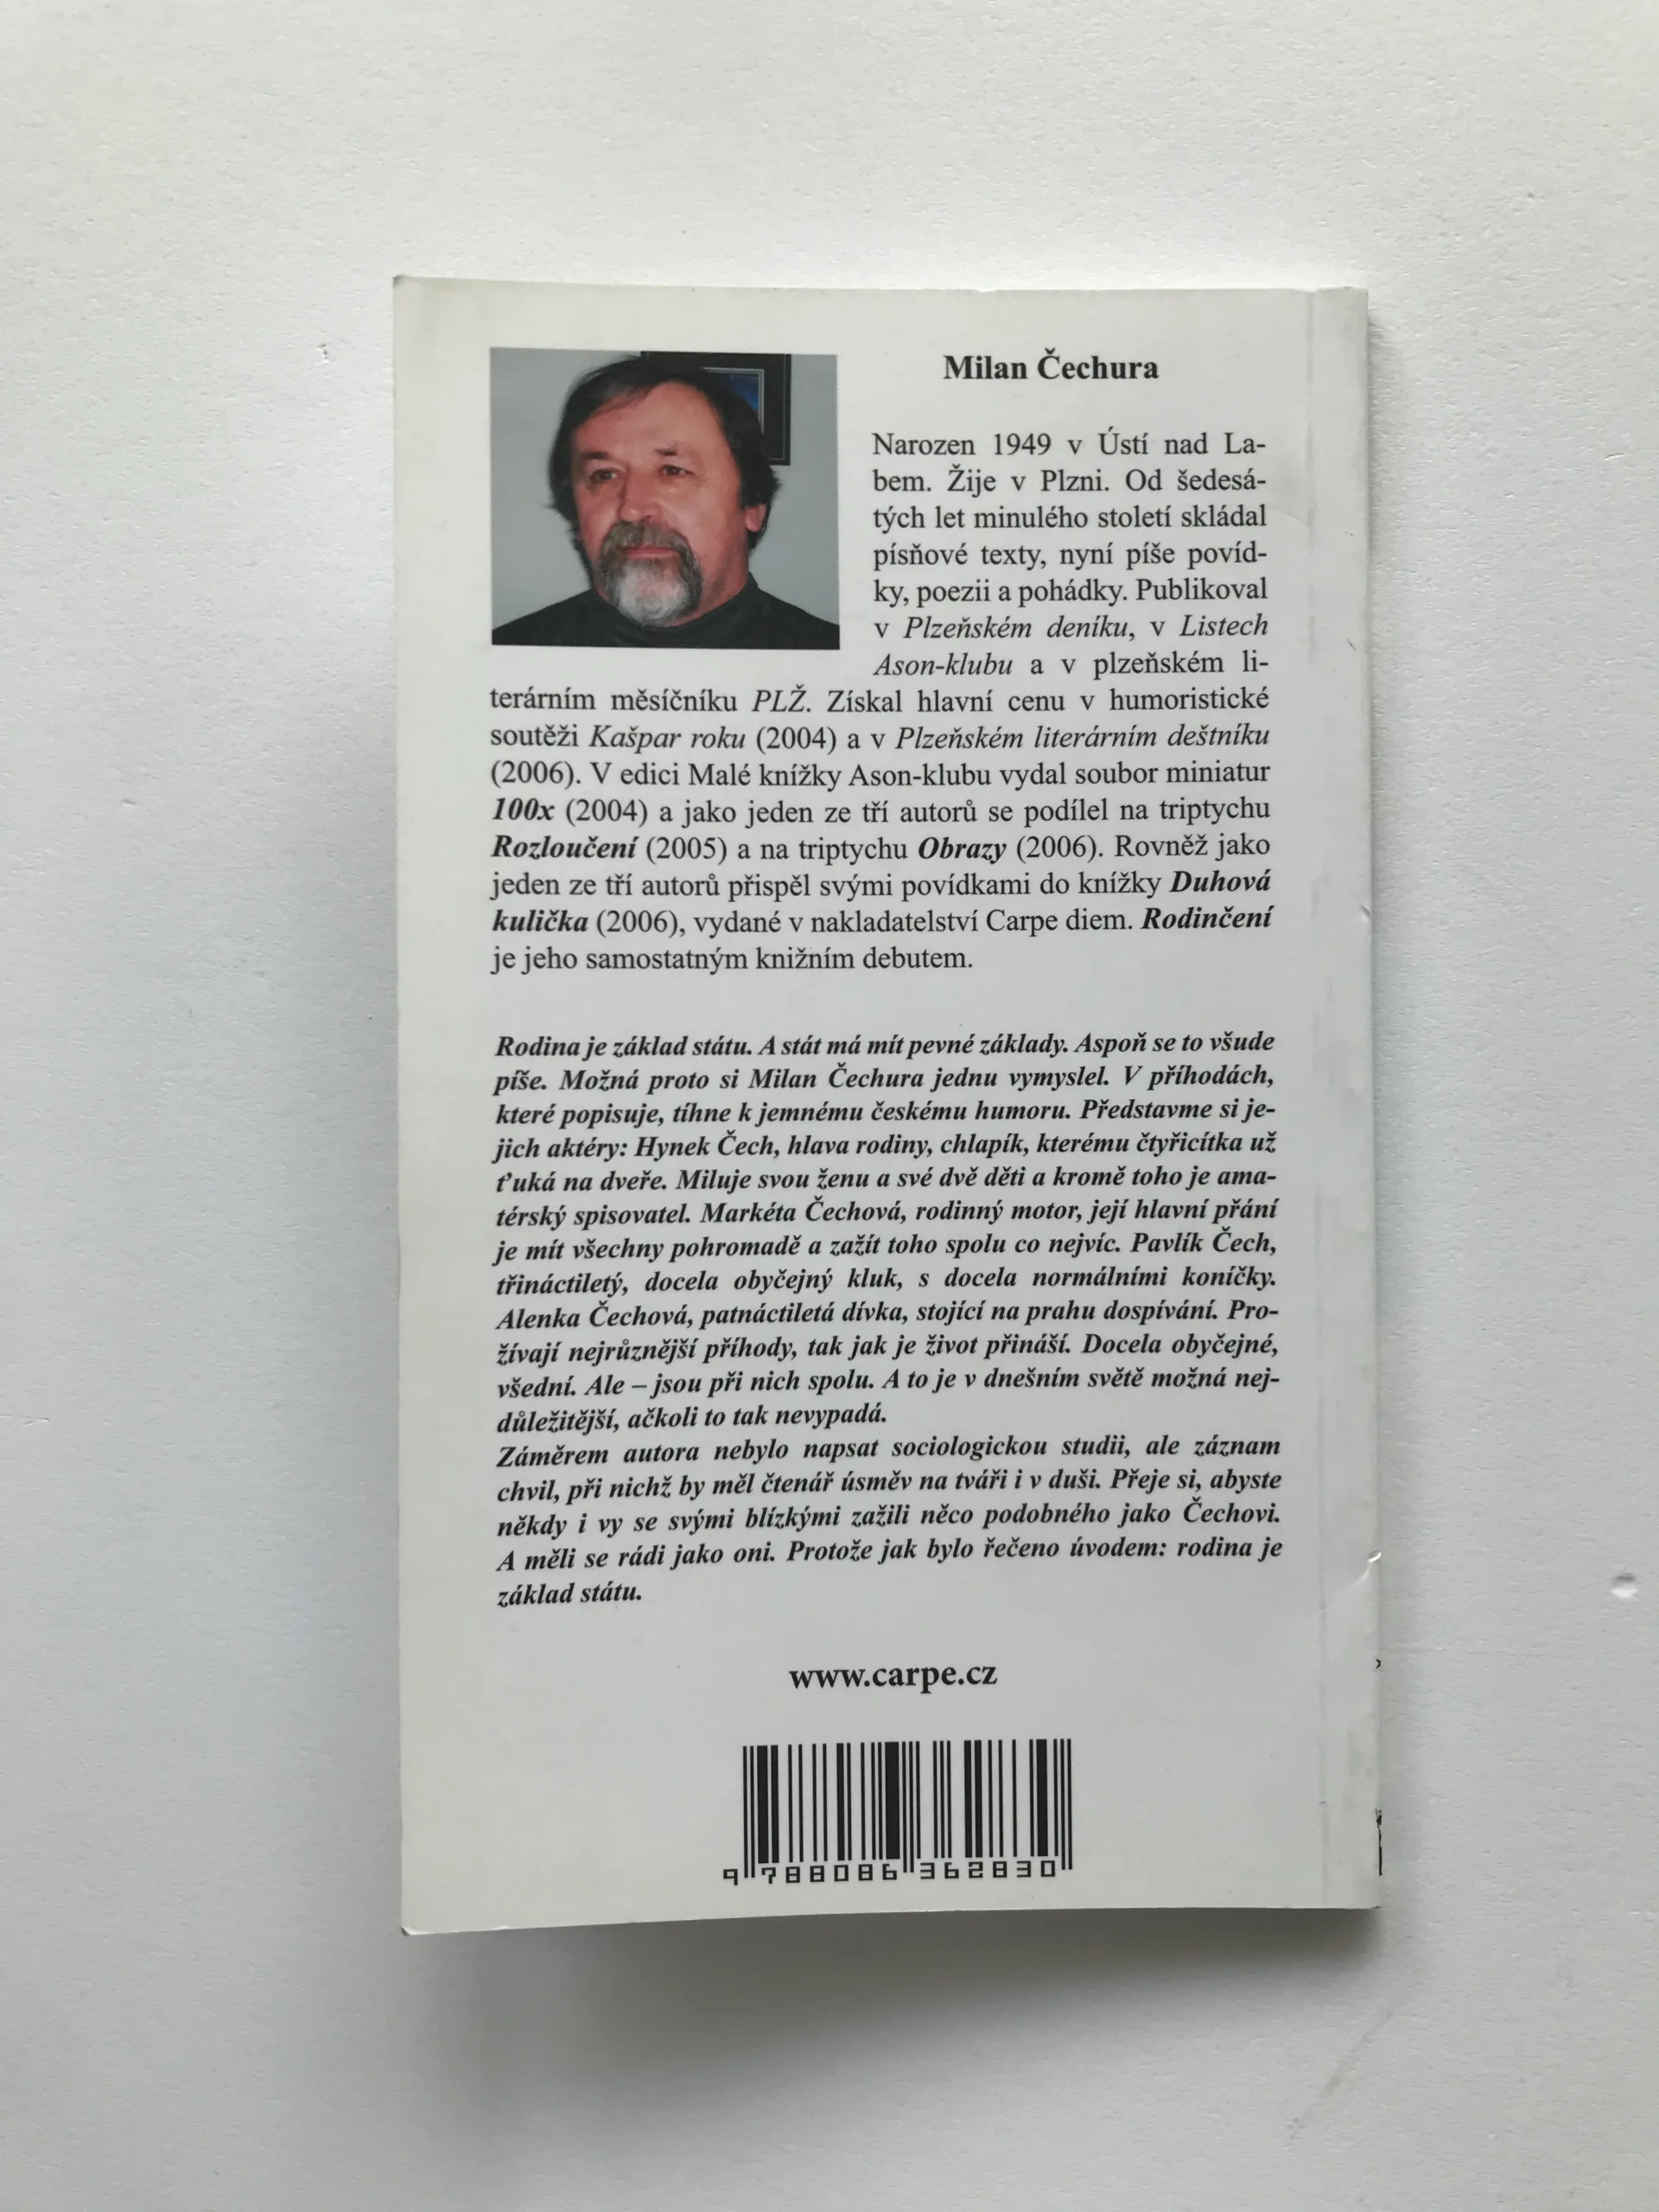 Milan Čechura
Narozen 1949 v Ústí nad La-
bem. Žije v Plzni. Od šedesá-
tých let minulého století skládal
písňové texty, nyní píše povíd-
ky, poezii a pohádky. Publikoval
v Plzeňském deníku, v Listech
Ason-klubu a v plzeňském li-
terárním měsíčníku PLŽ. Získal hlavní cenu v humoristické
soutěži Kašpar roku (2004) a v Plzeňském literárním deštníku
(2006). V edici Malé knížky Ason-klubu vydal soubor miniatur
100x (2004) a jako jeden ze tří autorů se podílel na triptychu
Rozloučení (2005) a na triptychu Obrazy (2006). Rovněž jako
jeden ze tří autorů přispěl svými povídkami do knížky Duhová
kulička (2006), vydané v nakladatelství Carpe diem. Rodinčení
je jeho samostatným knižním debutem.
Rodina je základ státu. A stát má mít pevné základy. Aspoň se to všude
píše. Možná proto si Milan Čechura jednu vymyslel. V příhodách,
které popisuje, tíhne k jemnému českému humoru. Představme si je-
jich aktéry: Hynek Čech, hlava rodiny, chlapík, kterému čtyřicítka už
ťuká na dveře. Miluje svou ženu a své dvě děti a kromě toho je ama-
térský spisovatel. Markéta Čechová, rodinný motor, její hlavní přání
je mít všechny pohromadě a zažít toho spolu co nejvíc. Pavlík Čech,
třináctiletý, docela obyčejný kluk, s docela normálními koníčky.
Alenka Čechová, patnáctiletá dívka, stojící na prahu dospívání. Pro-
žívají nejrůznější příhody, tak jak je život přináší. Docela obyčejné,
všední. Ale – jsou při nich spolu. A to je v dnešním světě možná nej-
důležitější, ačkoli to tak nevypadá.
Záměrem autora nebylo napsat sociologickou studii, ale záznam
chvil, při nichž by měl čtenář úsměv na tváři i v duši. Přeje si, abyste
někdy i vy se svými blízkými zažili něco podobného jako Čechovi.
A měli se rádi jako oni. Protože jak bylo řečeno úvodem: rodina je
základ státu.
www.carpe.cz
9 788086 362830